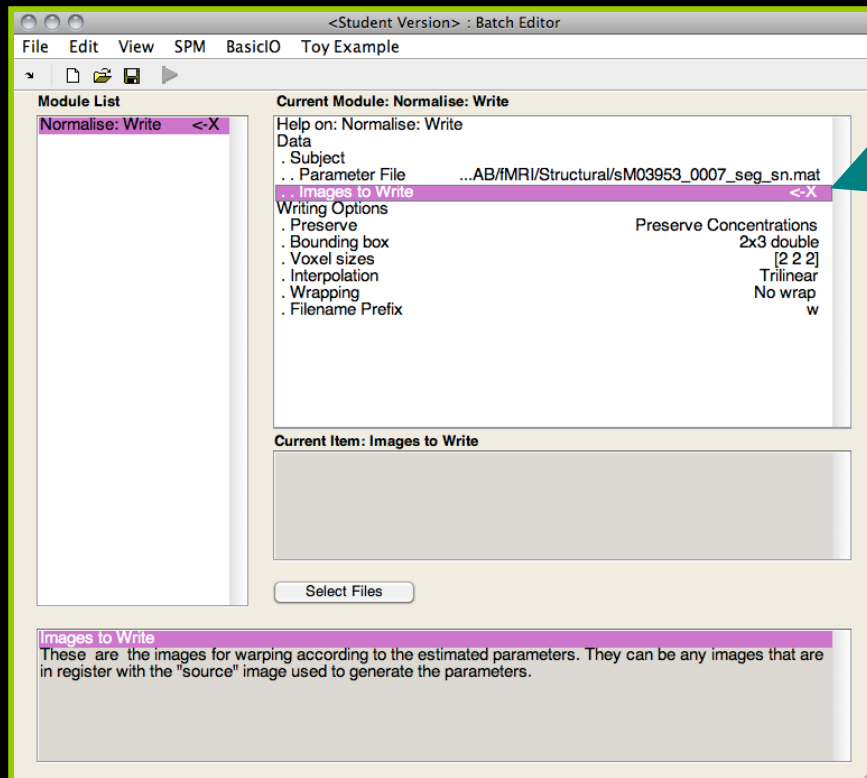 <Student Version> : Batch Editor
File Edit View SPM BasicIO Toy Example
Module List
Normalise: Write <-X
Current Module: Normalise: Write
Help on: Normalise: Write
Data
. Subject
. . Parameter File ...AB/fMRI/Structural/sM03953_0007_seg_sn.mat
. . Images to Write <-X
Writing Options
. Preserve Preserve Concentrations
. Bounding box 2x3 double
. Voxel sizes [2 2 2]
. Interpolation Trilinear
. Wrapping No wrap
. Filename Prefix w
Current Item: Images to Write
Select Files
Images to Write
These are the images for warping according to the estimated parameters. They can be any images that are
in register with the "source" image used to generate the parameters.